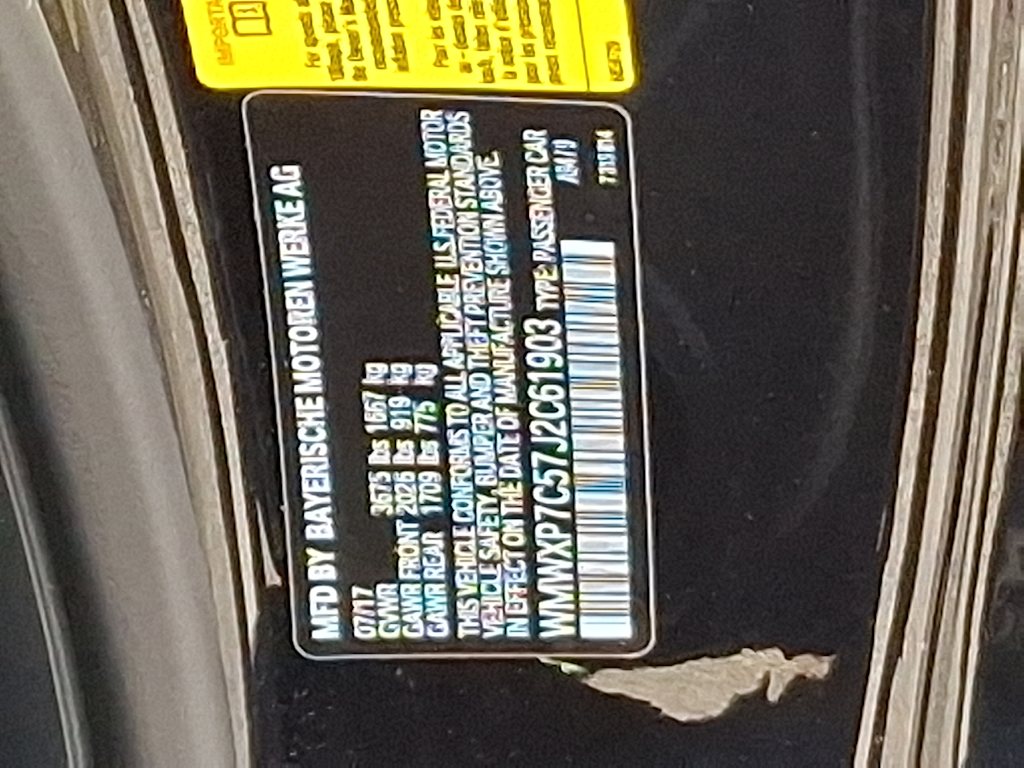 MFD BY BAYERISCHE MOTOREN WERKE AG
07/17
GVWR 3675 lbs 1667 kg
GAWR FRONT 2026 lbs 919 kg
GAWR REAR 1709 lbs 775 kg
THIS VEHICLE CONFORMS TO ALL APPLICABLE U.S. FEDERAL MOTOR
VEHICLE SAFETY, BUMPER AND THEFT PREVENTION STANDARDS
IN EFFECT ON THE DATE OF MANUFACTURE SHOWN ABOVE.
WMWXP7C57J2C61903 TYPE: PASSENGER CAR